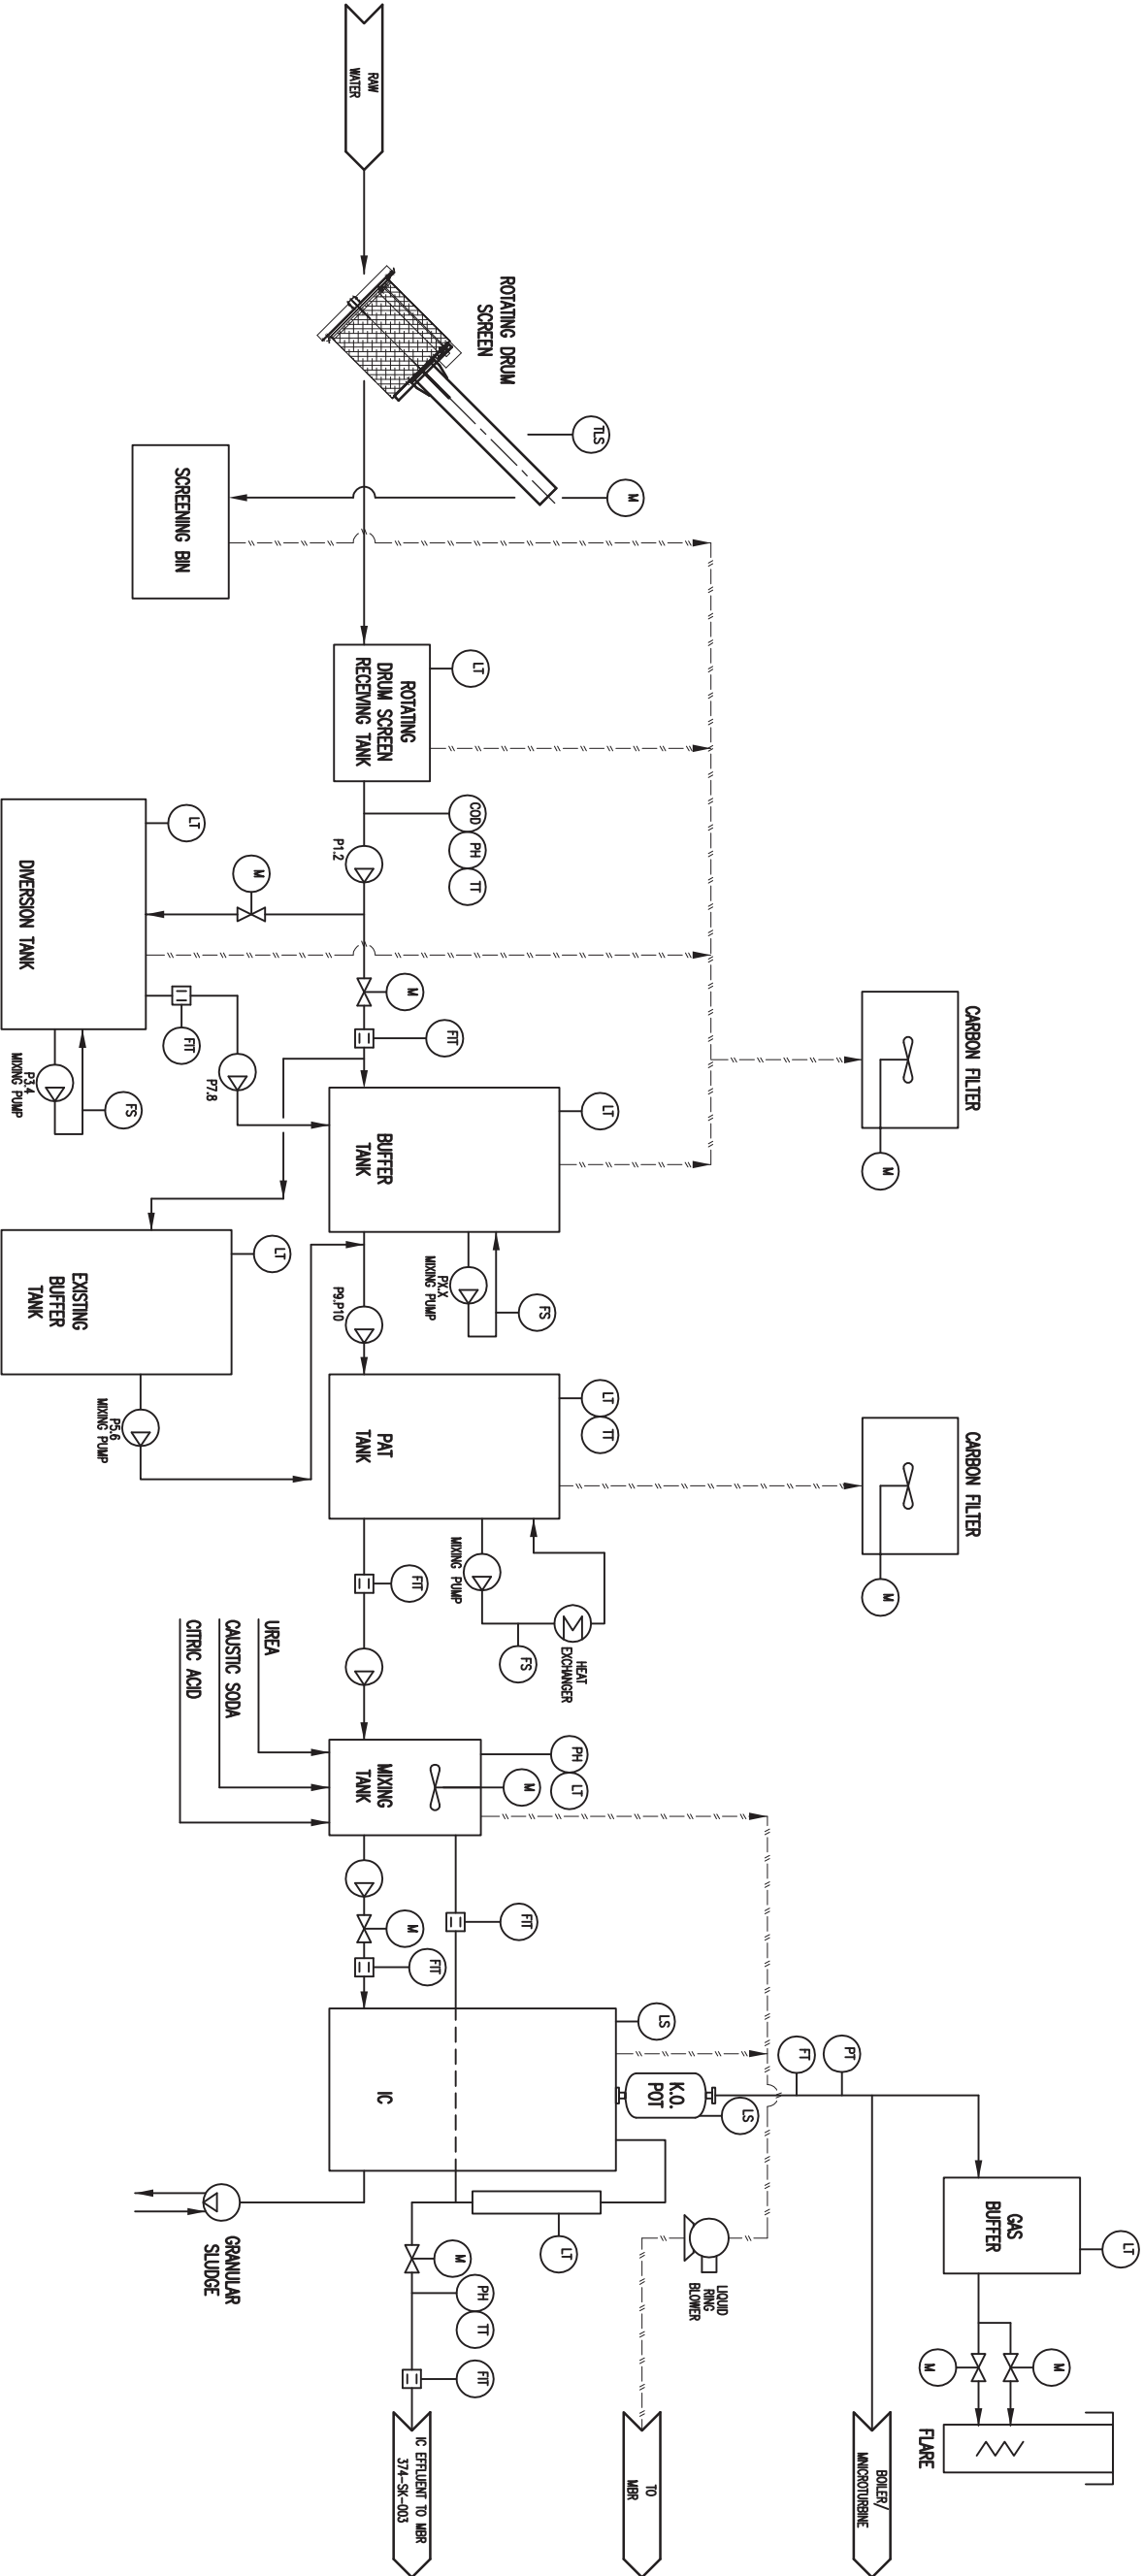 RAW
WATER
ROTATING DRUM
SCREEN
TLS
M
SCREENING BIN
LT
ROTATING
DRUM SCREEN
RECEIVING TANK
COD
PH
TT
P1.2
LT
M
DIVERSION TANK
M
FIT
FIT
P7.8
P3.4
MIXING PUMP
FS
CARBON FILTER
M
LT
BUFFER
TANK
PX.X
MIXING PUMP
FS
P9.P10
LT
EXISTING
BUFFER
TANK
P5.6
MIXING PUMP
LT
TT
PAT
TANK
CARBON FILTER
M
MIXING PUMP
HEAT
EXCHANGER
FS
FIT
UREA
CAUSTIC SODA
CITRIC ACID
PH
LT
M
MIXING
TANK
FIT
M
FIT
LS
IC
K.O.
POT
LS
FT
PT
GRANULAR
SLUDGE
LT
M
PH
TT
FIT
LIQUID
RING
BLOWER
GAS
BUFFER
LT
M
M
FLARE
BOILER/
MNICROTURBINE
TO
MBR
IC EFFLUENT TO MBR
374-SK-003